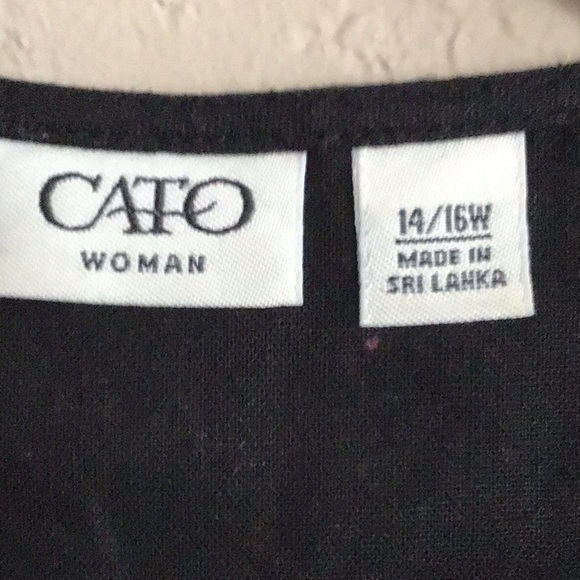 CATO
WOMAN
14/16W
MADE IN
SRI LANKA